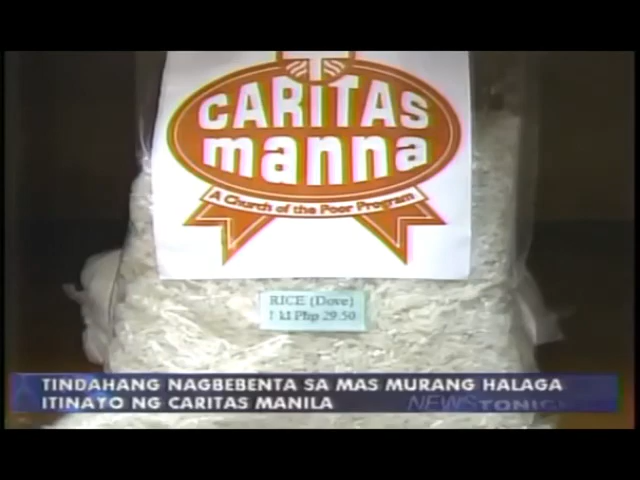 CARITAS
manna
A Church of the Poor Program
RICE (Dove)
1 kl Php 29.50
TINDAHANG NAGBEBENTA SA MAS MURANG HALAGA
ITINAYO NG CARITAS MANILA
NEWS TONIGHT